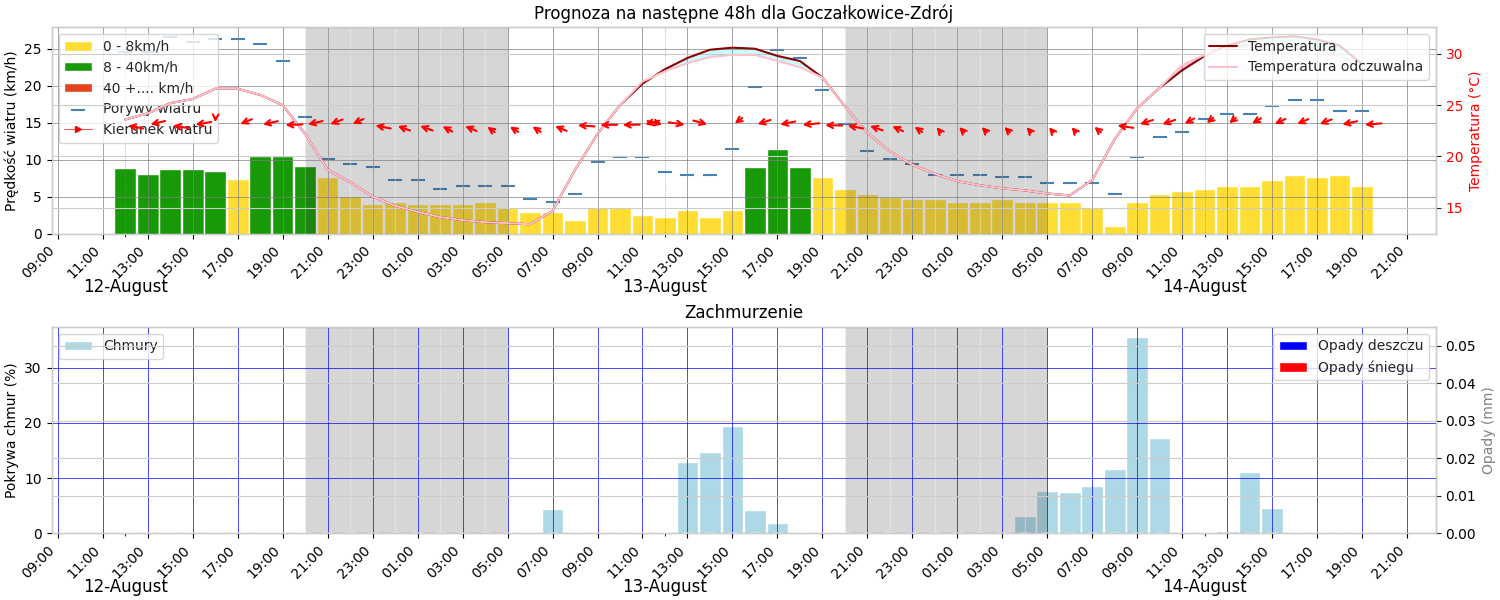 Prognoza na następne 48h dla Goczałkowice-Zdrój
Prędkość wiatru (km/h)
25
20
15
10
5
0
0 - 8km/h
8 - 40km/h
40 +.... km/h
Porywy wiatru
Kierunek wiatru
Temperatura
Temperatura odczuwalna
30
25
20
15
Temperatura (°C)
09:00 11:00 13:00 15:00 17:00 19:00 21:00 23:00 01:00 03:00 05:00 07:00 09:00 11:00 13:00 15:00 17:00 19:00 21:00 23:00 01:00 03:00 05:00 07:00 09:00 11:00 13:00 15:00 17:00 19:00 21:00
12-August 13-August 14-August
Zachmurzenie
Pokrywa chmur (%)
30
20
10
0
Chmury
Opady deszczu
Opady śniegu
0.05
0.04
0.03
0.02
0.01
0.00
Opady (mm)
09:00 11:00 13:00 15:00 17:00 19:00 21:00 23:00 01:00 03:00 05:00 07:00 09:00 11:00 13:00 15:00 17:00 19:00 21:00 23:00 01:00 03:00 05:00 07:00 09:00 11:00 13:00 15:00 17:00 19:00 21:00
12-August 13-August 14-August